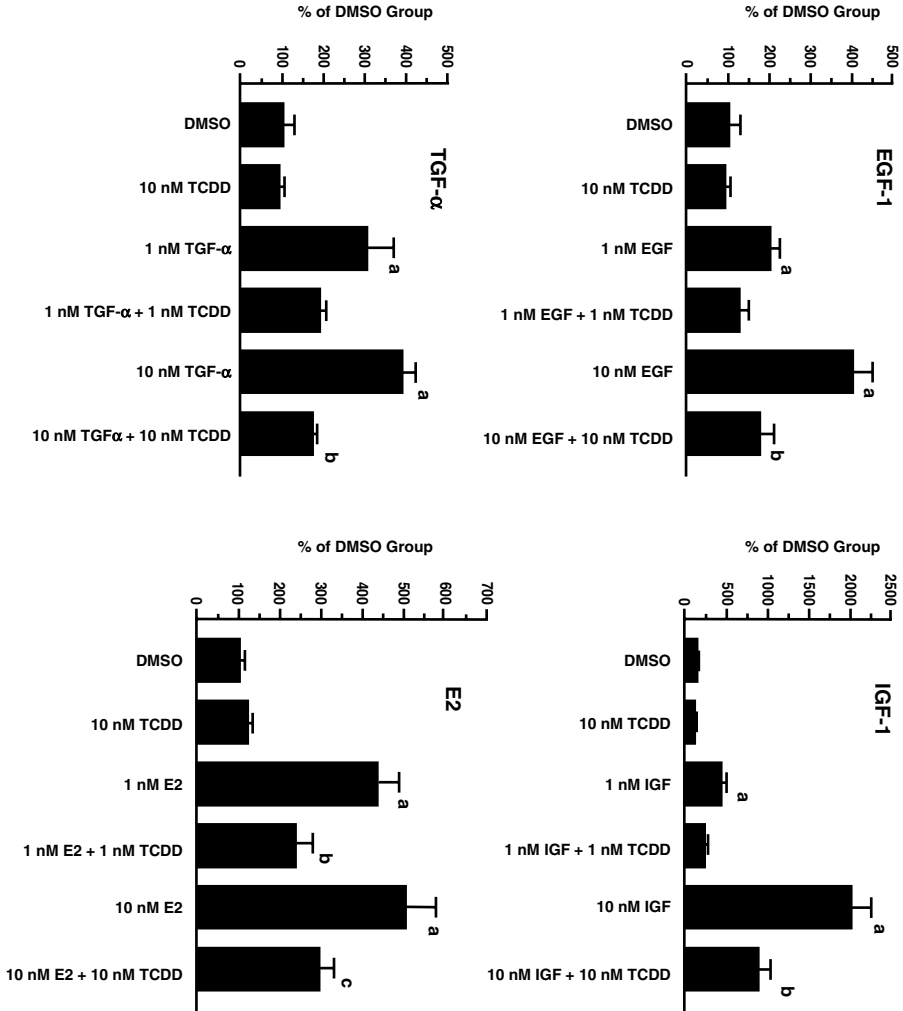 % of DMSO Group
500
400
300
200
100
0
TGF-α
a
a
b
DMSO
10 nM TCDD
1 nM TGF-α
1 nM TGF-α + 1 nM TCDD
10 nM TGF-α
10 nM TGFα + 10 nM TCDD
% of DMSO Group
500
400
300
200
100
0
EGF-1
a
a
b
DMSO
10 nM TCDD
1 nM EGF
1 nM EGF + 1 nM TCDD
10 nM EGF
10 nM EGF + 10 nM TCDD
% of DMSO Group
700
600
500
400
300
200
100
0
E2
a
b
a
c
DMSO
10 nM TCDD
1 nM E2
1 nM E2 + 1 nM TCDD
10 nM E2
10 nM E2 + 10 nM TCDD
% of DMSO Group
2500
2000
1500
1000
500
0
IGF-1
a
a
b
DMSO
10 nM TCDD
1 nM IGF
1 nM IGF + 1 nM TCDD
10 nM IGF
10 nM IGF + 10 nM TCDD